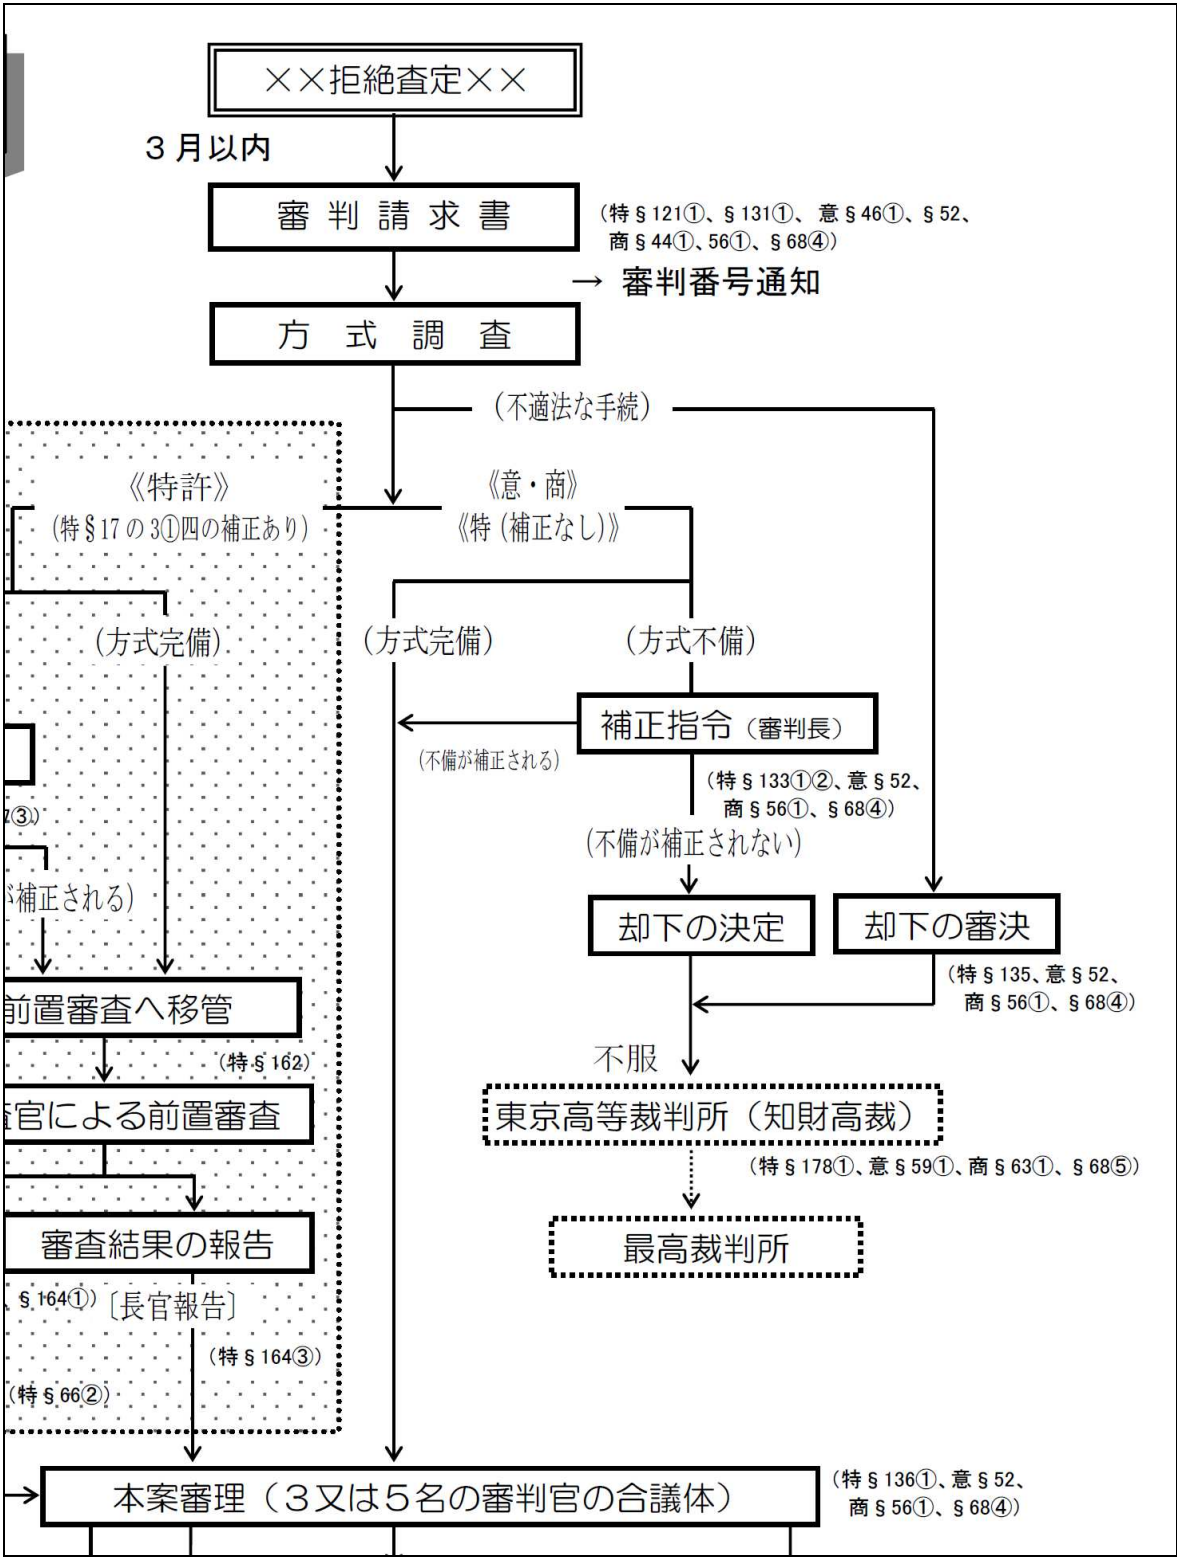 ××拒絶査定××
３月以内
審判請求書
(特§121①、§131①、意§46①、§52、
商§44①、56①、§68④)
→ 審判番号通知
方式調査
(不適法な手続)
《特許》
(特§17の3①四の補正あり)
《意・商》
《特(補正なし)》
(方式完備)
(方式完備)
(方式不備)
補正指令(審判長)
(不備が補正される)
(特§133①②、意§52、
商§56①、§68④)
③)
(不備が補正されない)
が補正される)
却下の決定
却下の審決
(特§135、意§52、
商§56①、§68④)
前置審査へ移管
(特§162)
不服
査官による前置審査
東京高等裁判所（知財高裁）
(特§178①、意§59①、商§63①、§68⑤)
審査結果の報告
最高裁判所
、§164①)
〔長官報告〕
(特§164③)
(特§66②)
本案審理（３又は５名の審判官の合議体）
(特§136①、意§52、
商§56①、§68④)